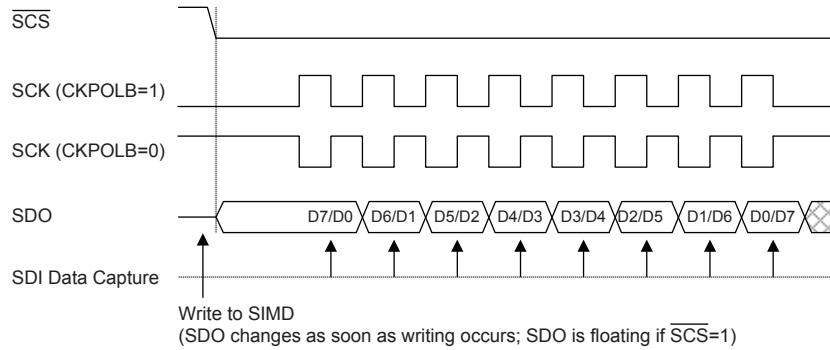 SCS
SCK (CKPOLB=1)
SCK (CKPOLB=0)
SDO D7/D0 D6/D1 D5/D2 D4/D3 D3/D4 D2/D5 D1/D6 D0/D7
SDI Data Capture
Write to SIMD
(SDO changes as soon as writing occurs; SDO is floating if SCS=1)